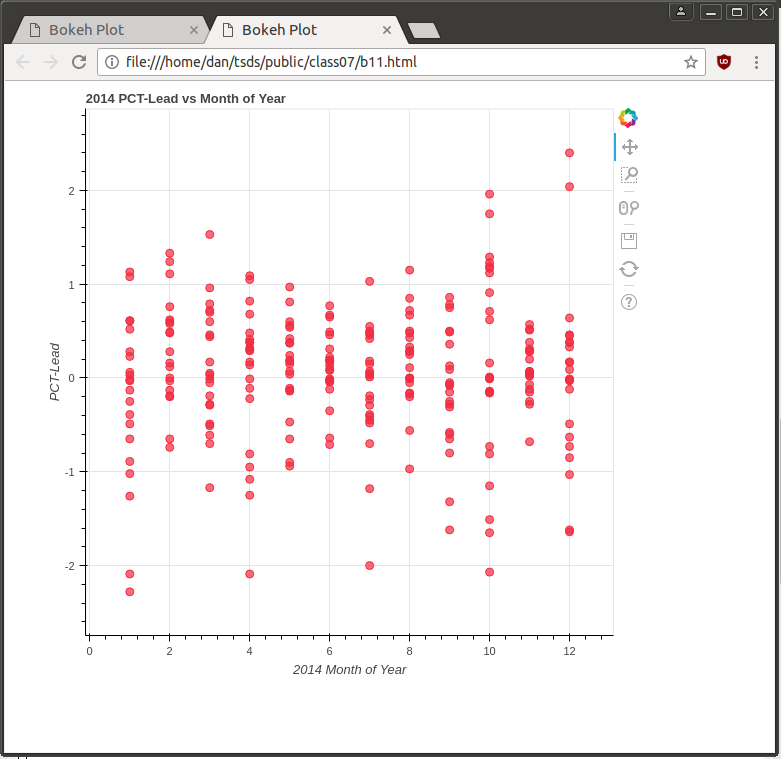 Bokeh Plot
Bokeh Plot
file:///home/dan/tsds/public/class07/b11.html
2014 PCT-Lead vs Month of Year
2
1
0
-1
-2
PCT-Lead
0 2 4 6 8 10 12
2014 Month of Year